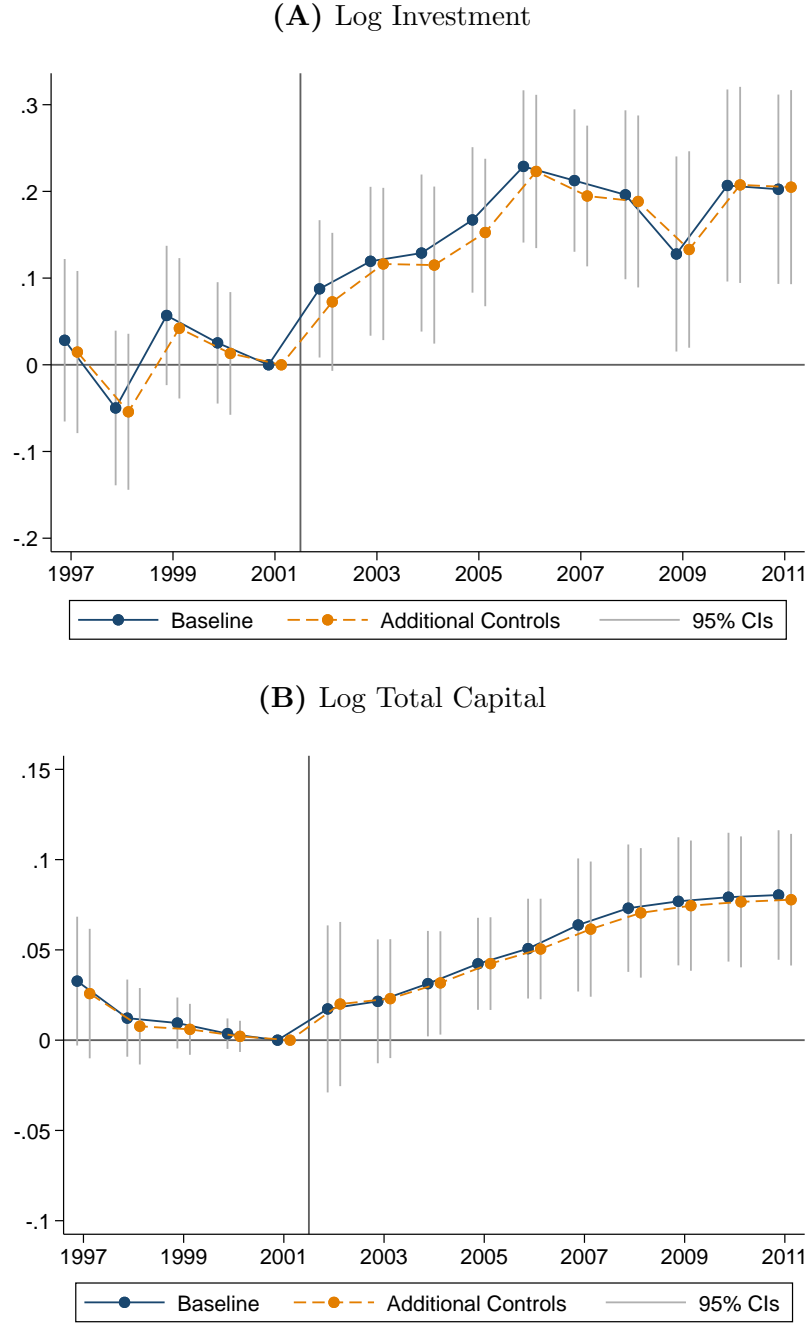 (A) Log Investment
.3
.2
.1
0
-.1
-.2
1997 1999 2001 2003 2005 2007 2009 2011
Baseline Additional Controls 95% CIs
(B) Log Total Capital
.15
.1
.05
0
-.05
-.1
1997 1999 2001 2003 2005 2007 2009 2011
Baseline Additional Controls 95% CIs